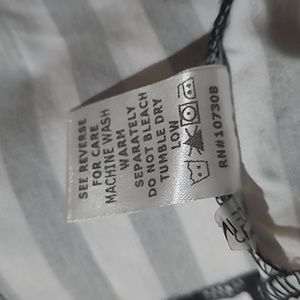 SEE REVERSE
FOR CARE
MACHINE WASH
WARM
SEPARATELY
DO NOT BLEACH
TUMBLE DRY
LOW
RN#107308